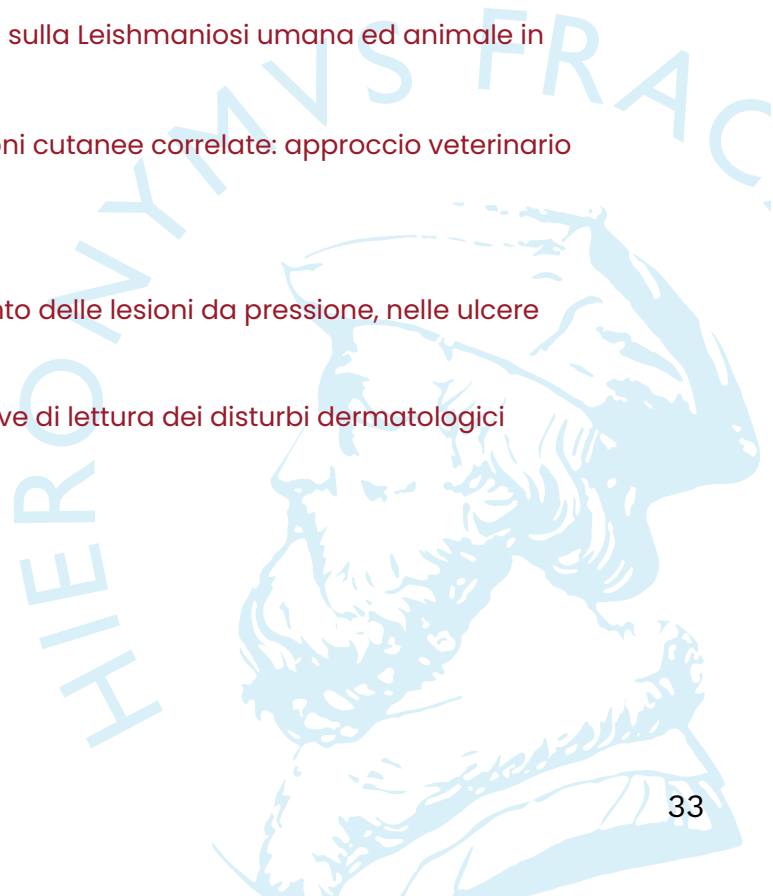 sulla Leishmaniosi umana ed animale in
oni cutanee correlate: approccio veterinario
nto delle lesioni da pressione, nelle ulcere
ve di lettura dei disturbi dermatologici
HIERONYMVS FRAC
33